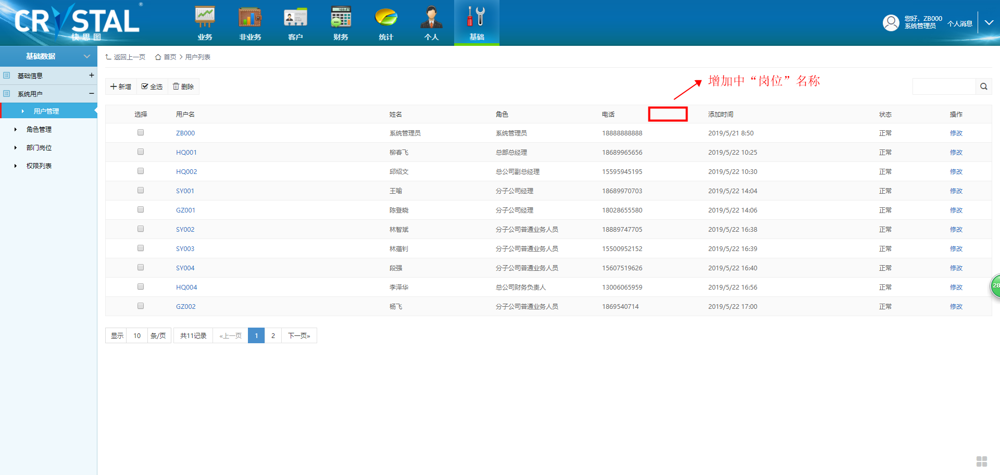 CRYSTAL®
快思图
业务 非业务 客户 财务 统计 个人 基础
您好，ZB000
系统管理员 个人消息
基础数据
基础信息 +
系统用户 −
用户管理
角色管理
部门岗位
权限列表
返回上一页 首页 > 用户列表
新增 全选 删除
增加中“岗位”名称
选择 用户名 姓名 角色 电话 添加时间 状态 操作
ZB000 系统管理员 系统管理员 18888888888 2019/5/21 8:50 正常 修改
HQ001 柳春飞 总部总经理 18689965656 2019/5/22 10:25 正常 修改
HQ002 邱绍文 总公司副总经理 15595945195 2019/5/22 10:30 正常 修改
SY001 王喻 分子公司经理 18689970703 2019/5/22 14:04 正常 修改
GZ001 陈登晓 分子公司经理 18028655580 2019/5/22 14:06 正常 修改
SY002 林智斌 分子公司普通业务人员 18889747705 2019/5/22 16:38 正常 修改
SY003 林蕴钊 分子公司普通业务人员 15500952152 2019/5/22 16:39 正常 修改
SY004 段强 分子公司普通业务人员 15607519626 2019/5/22 16:40 正常 修改
HQ004 李泽华 总公司财务负责人 13006065959 2019/5/22 16:56 正常 修改
GZ002 杨飞 分子公司普通业务人员 1869540714 2019/5/22 17:00 正常 修改
显示 10 条/页 共11记录 «上一页 1 2 下一页»
28